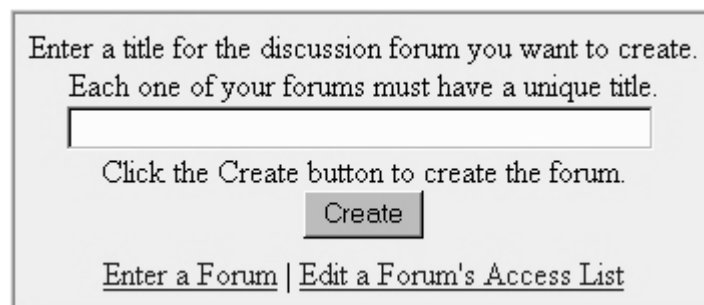 Enter a title for the discussion forum you want to create.
Each one of your forums must have a unique title.
Click the Create button to create the forum.
Create
Enter a Forum | Edit a Forum's Access List